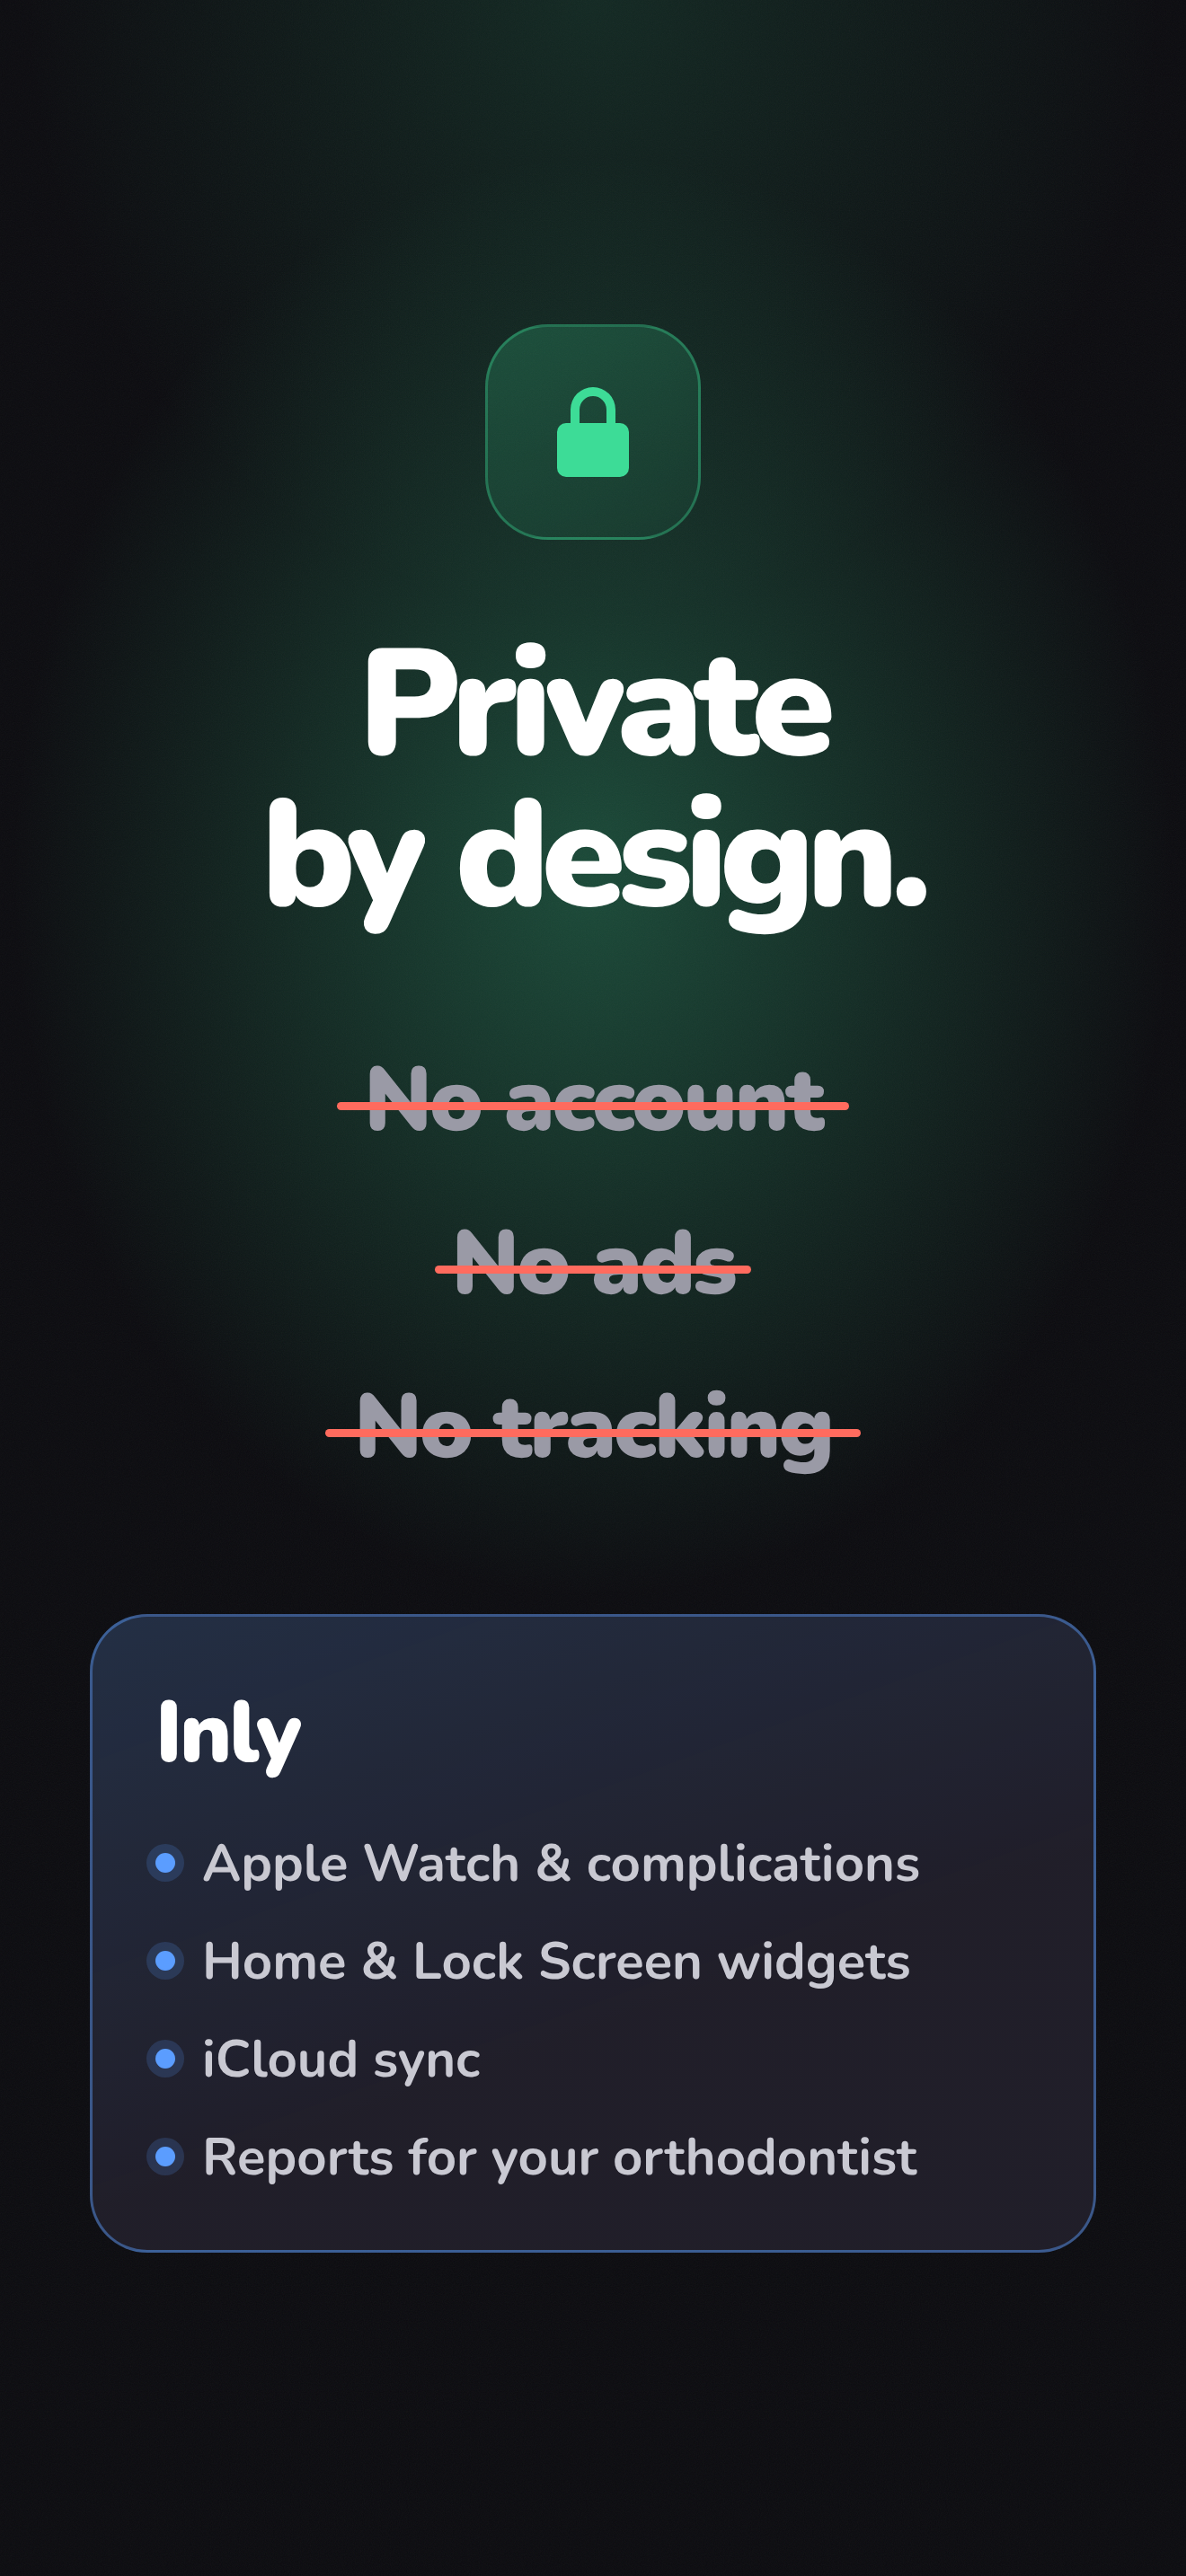 Private
by design.
No account
No ads
No tracking
Inly
Apple Watch & complications
Home & Lock Screen widgets
iCloud sync
Reports for your orthodontist